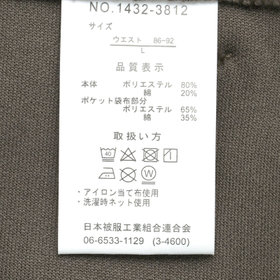 NO.1432-3812
サイズ
ウエスト 86-92
L
品質表示
本体 ポリエステル 80%
綿 20%
ポケット袋布部分
ポリエステル 65%
綿 35%
取扱い方
40
・アイロン当て布使用
・洗濯時ネット使用
日本被服工業組合連合会
06-6533-1129 (3-4600)